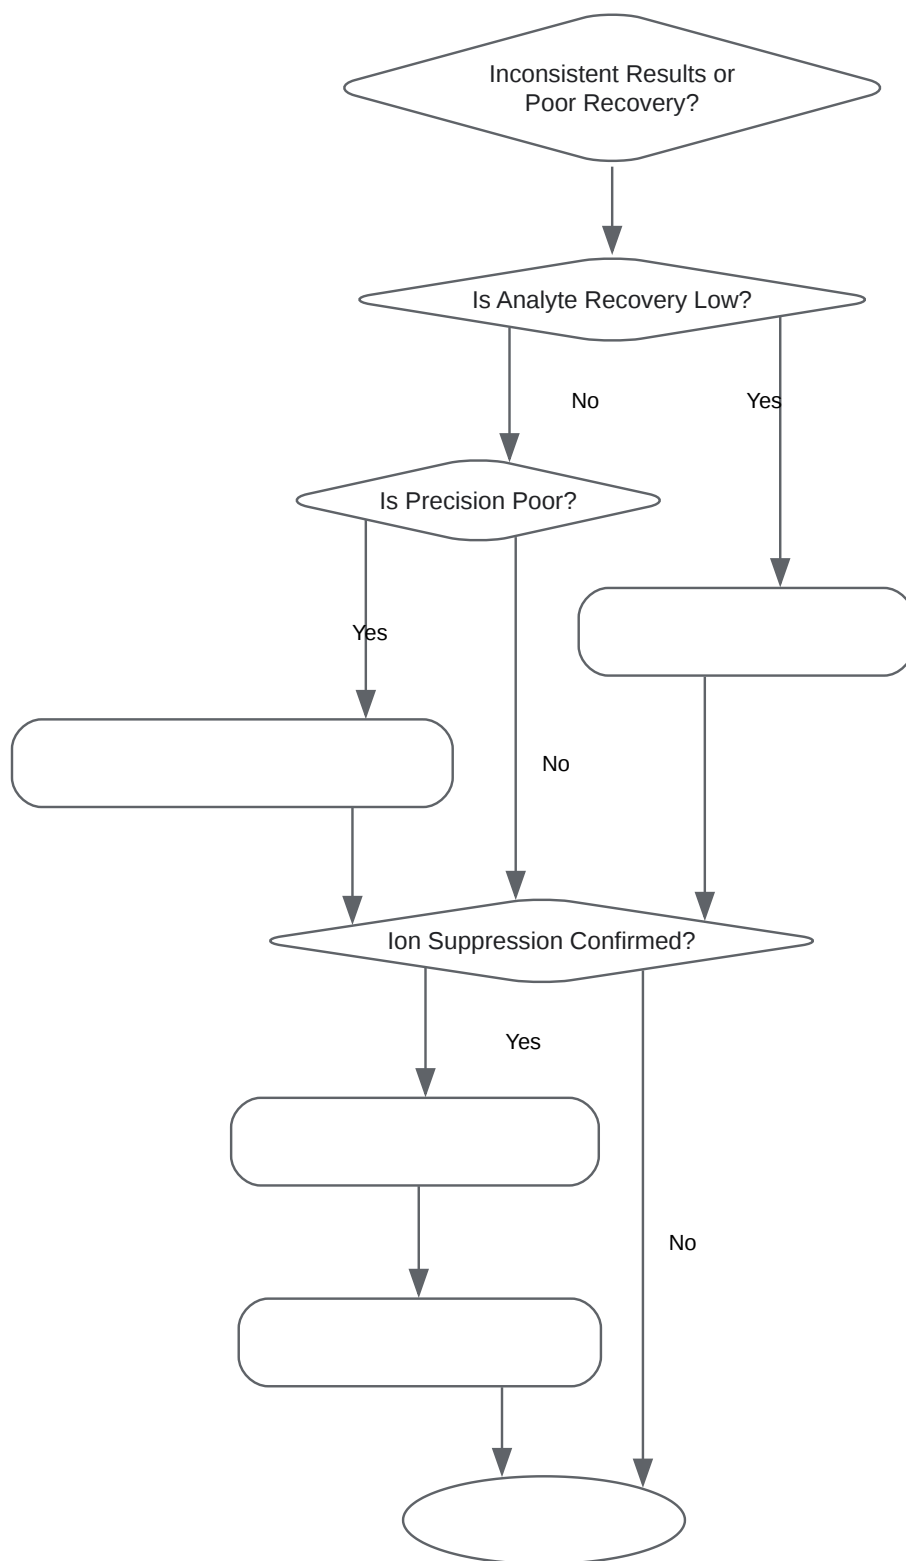 Inconsistent Results or
Poor Recovery?
Is Analyte Recovery Low?
No
Yes
Is Precision Poor?
Yes
No
Ion Suppression Confirmed?
Yes
No